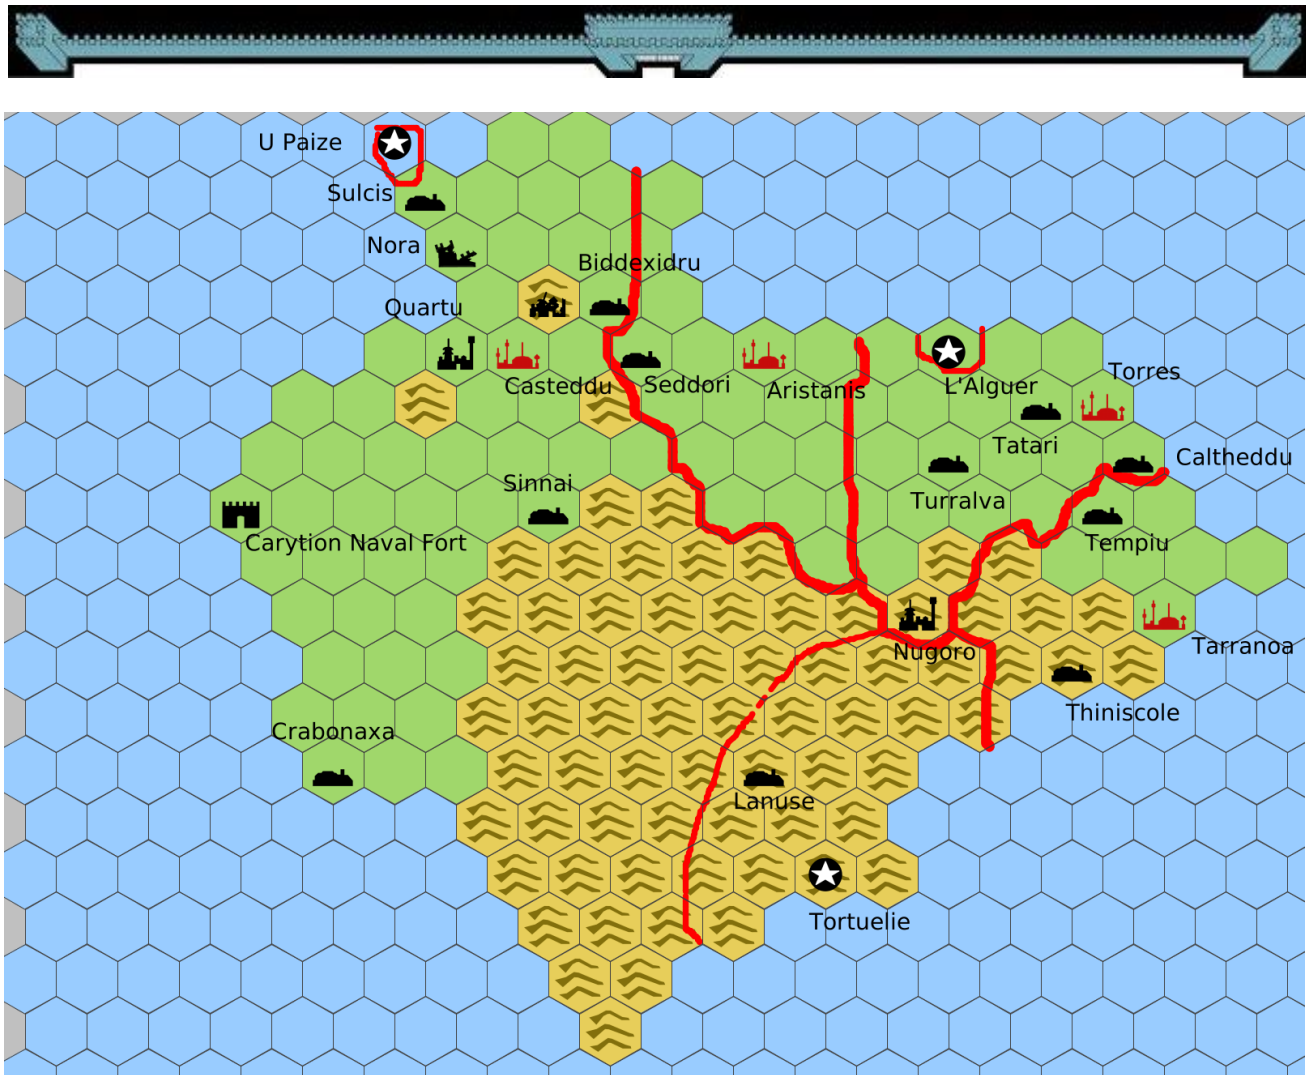 U Paize
Sulcis
Nora
Biddexidru
Quartu
Casteddu
Seddori
Aristanis
L'Alguer
Torres
Tatari
Caltheddu
Sinnai
Turralva
Carytion Naval Fort
Tempiu
Nugoro
Tarranoa
Thiniscole
Crabonaxa
Lanuse
Tortuelie